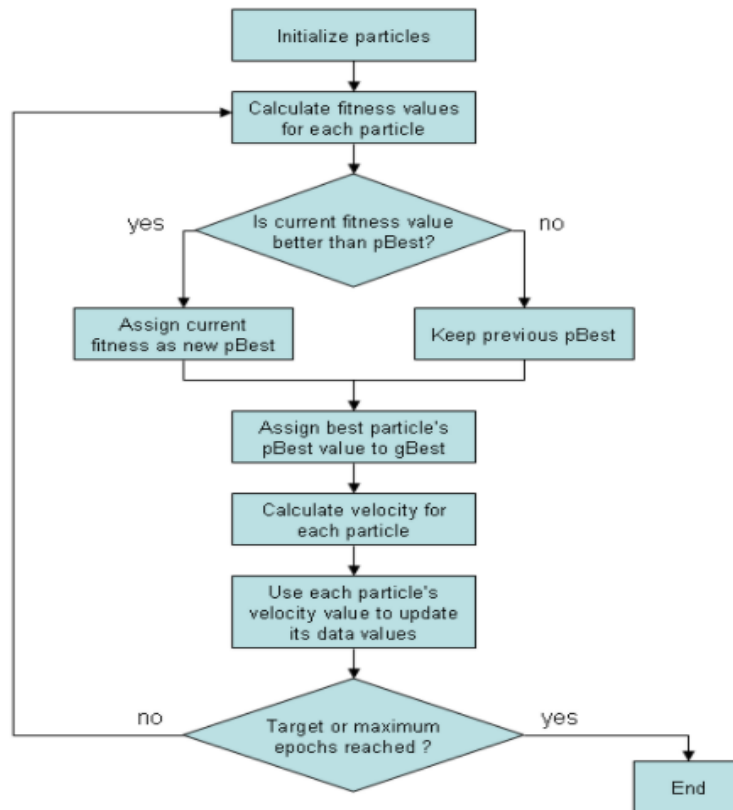 Initialize particles
Calculate fitness values
for each particle
Is current fitness value
better than pBest?
yes
no
Assign current
fitness as new pBest
Keep previous pBest
Assign best particle's
pBest value to gBest
Calculate velocity for
each particle
Use each particle's
velocity value to update
its data values
Target or maximum
epochs reached ?
no
yes
End